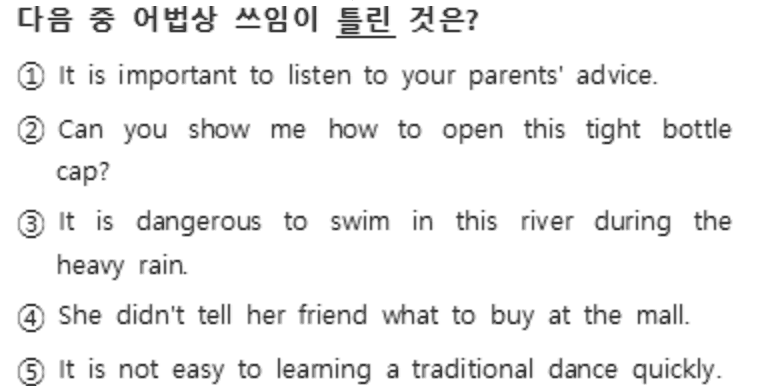 다음 중 어법상 쓰임이 틀린 것은?
① It is important to listen to your parents' advice.
② Can you show me how to open this tight bottle
cap?
③ It is dangerous to swim in this river during the
heavy rain.
④ She didn't tell her friend what to buy at the mall.
⑤ It is not easy to learning a traditional dance quickly.